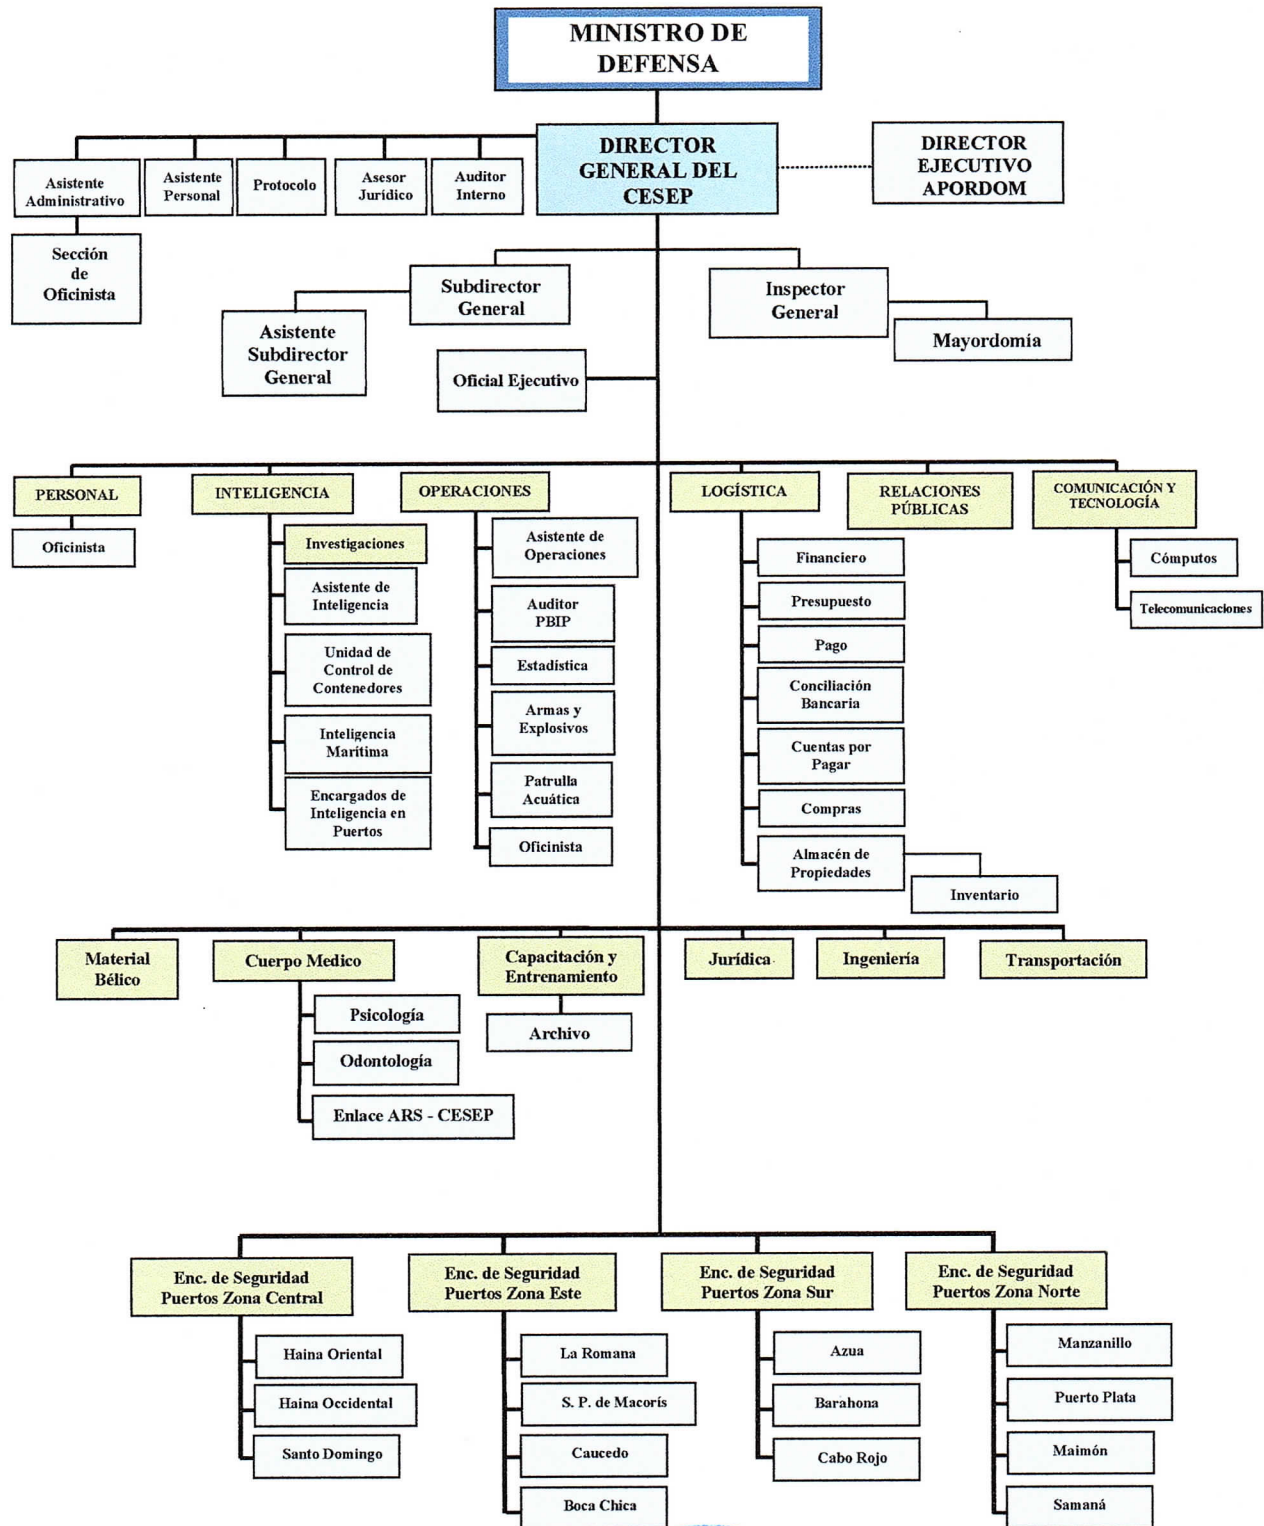 MINISTRO DE
DEFENSA
DIRECTOR
GENERAL DEL
CESEP
DIRECTOR
EJECUTIVO
APORDOM
Asistente
Administrativo
Asistente
Personal
Protocolo
Asesor
Jurídico
Auditor
Interno
Sección
de
Oficinista
Subdirector
General
Inspector
General
Asistente
Subdirector
General
Mayordomía
Oficial Ejecutivo
PERSONAL
Oficinista
INTELIGENCIA
Investigaciones
Asistente de
Inteligencia
Unidad de
Control de
Contenedores
Inteligencia
Marítima
Encargados de
Inteligencia en
Puertos
OPERACIONES
Asistente de
Operaciones
Auditor
PBIP
Estadística
Armas y
Explosivos
Patrulla
Acuática
Oficinista
LOGÍSTICA
Financiero
Presupuesto
Pago
Conciliación
Bancaria
Cuentas por
Pagar
Compras
Almacén de
Propiedades
Inventario
RELACIONES
PÚBLICAS
COMUNICACIÓN Y
TECNOLOGÍA
Cómputos
Telecomunicaciones
Material
Bélico
Cuerpo Medico
Psicología
Odontología
Enlace ARS - CESEP
Capacitación y
Entrenamiento
Archivo
Jurídica
Ingeniería
Transportación
Enc. de Seguridad
Puertos Zona Central
Haina Oriental
Haina Occidental
Santo Domingo
Enc. de Seguridad
Puertos Zona Este
La Romana
S. P. de Macorís
Caucedo
Boca Chica
Enc. de Seguridad
Puertos Zona Sur
Azua
Barahona
Cabo Rojo
Enc. de Seguridad
Puertos Zona Norte
Manzanillo
Puerto Plata
Maimón
Samaná